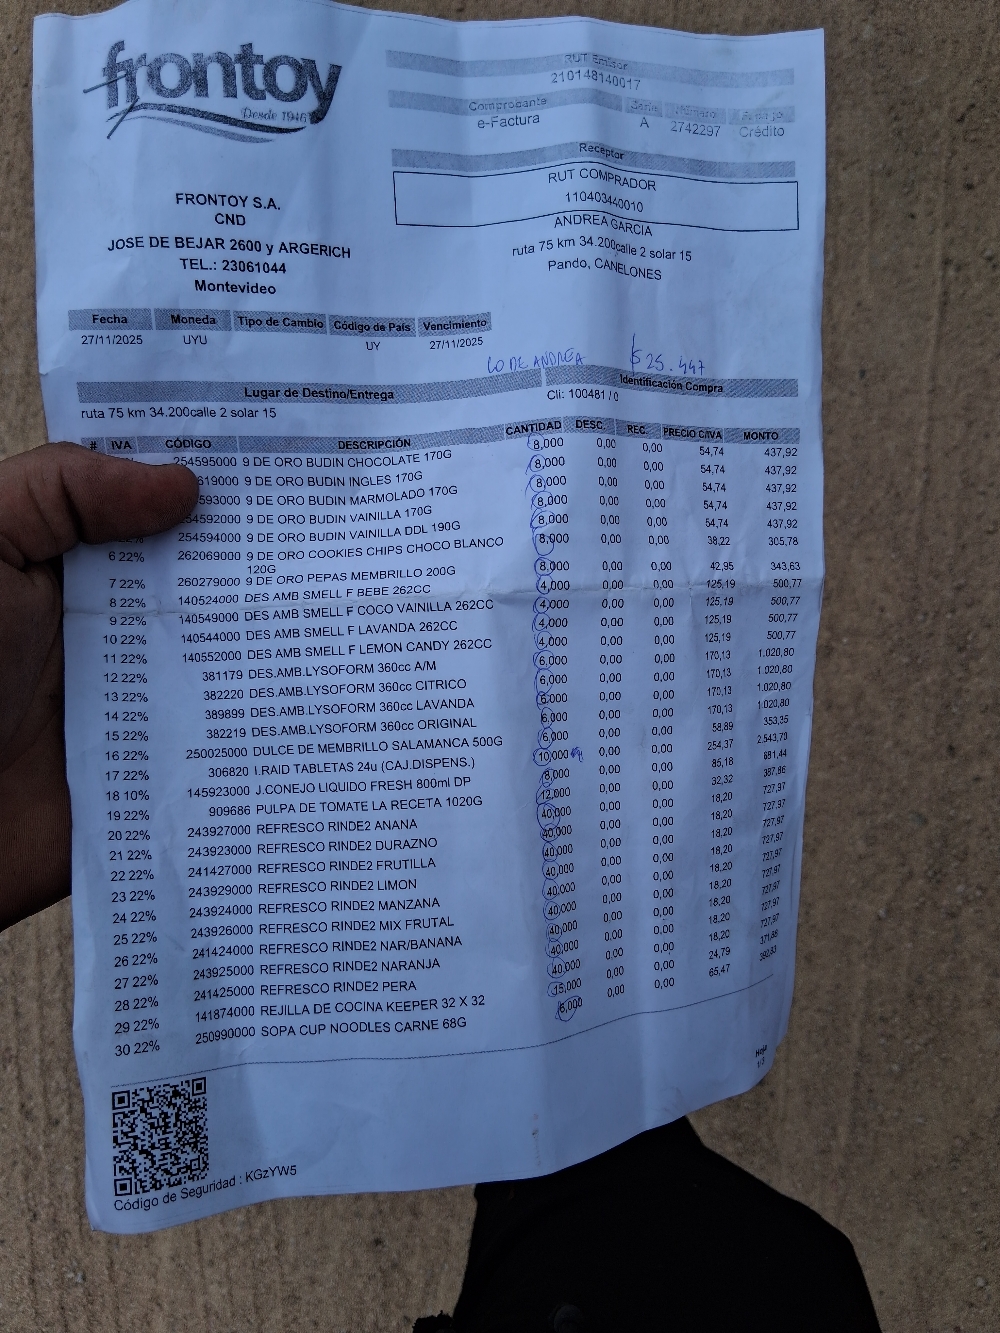 frontoy
Desde 1946
RUT Emisor
210148140017
Comprobante Serie Número F. Pago
e-Factura A 2742297 Crédito
Receptor
RUT COMPRADOR
110403440010
ANDREA GARCIA
ruta 75 km 34.200calle 2 solar 15
Pando, CANELONES
FRONTOY S.A.
CND
JOSE DE BEJAR 2600 y ARGERICH
TEL.: 23061044
Montevideo
Fecha Moneda Tipo de Cambio Código de País Vencimiento
27/11/2025 UYU UY 27/11/2025
LO DE ANDREA $25.447
Lugar de Destino/Entrega Identificación Compra
ruta 75 km 34.200calle 2 solar 15 Cli: 100481 / 0
# IVA CÓDIGO DESCRIPCIÓN CANTIDAD DESC. REC. PRECIO C/IVA MONTO
254595000 9 DE ORO BUDIN CHOCOLATE 170G 8,000 0,00 0,00 54,74 437,92
619000 9 DE ORO BUDIN INGLES 170G 8,000 0,00 0,00 54,74 437,92
593000 9 DE ORO BUDIN MARMOLADO 170G 8,000 0,00 0,00 54,74 437,92
254592000 9 DE ORO BUDIN VAINILLA 170G 8,000 0,00 0,00 54,74 437,92
22% 254594000 9 DE ORO BUDIN VAINILLA DDL 190G 8,000 0,00 0,00 54,74 437,92
6 22% 262069000 9 DE ORO COOKIES CHIPS CHOCO BLANCO 8,000 0,00 0,00 38,22 305,78
120G
7 22% 260279000 9 DE ORO PEPAS MEMBRILLO 200G 8,000 0,00 0,00 42,95 343,63
8 22% 140524000 DES AMB SMELL F BEBE 262CC 4,000 0,00 0,00 125,19 500,77
9 22% 140549000 DES AMB SMELL F COCO VAINILLA 262CC 4,000 0,00 0,00 125,19 500,77
10 22% 140544000 DES AMB SMELL F LAVANDA 262CC 4,000 0,00 0,00 125,19 500,77
11 22% 140552000 DES AMB SMELL F LEMON CANDY 262CC 4,000 0,00 0,00 125,19 500,77
12 22% 381179 DES.AMB.LYSOFORM 360cc A/M 6,000 0,00 0,00 170,13 1.020,80
13 22% 382220 DES.AMB.LYSOFORM 360cc CITRICO 6,000 0,00 0,00 170,13 1.020,80
14 22% 389899 DES.AMB.LYSOFORM 360cc LAVANDA 6,000 0,00 0,00 170,13 1.020,80
15 22% 382219 DES.AMB.LYSOFORM 360cc ORIGINAL 6,000 0,00 0,00 170,13 1.020,80
16 22% 250025000 DULCE DE MEMBRILLO SALAMANCA 500G 6,000 0,00 0,00 58,89 353,35
17 22% 306820 I.RAID TABLETAS 24u (CAJ.DISPENS.) 10,000 0,00 0,00 254,37 2.543,73
18 10% 145923000 J.CONEJO LIQUIDO FRESH 800ml DP 8,000 0,00 0,00 85,18 681,44
19 22% 909686 PULPA DE TOMATE LA RECETA 1020G 12,000 0,00 0,00 32,32 387,86
20 22% 243927000 REFRESCO RINDE2 ANANA 40,000 0,00 0,00 18,20 727,97
21 22% 243923000 REFRESCO RINDE2 DURAZNO 40,000 0,00 0,00 18,20 727,97
22 22% 241427000 REFRESCO RINDE2 FRUTILLA 40,000 0,00 0,00 18,20 727,97
23 22% 243929000 REFRESCO RINDE2 LIMON 40,000 0,00 0,00 18,20 727,97
24 22% 243924000 REFRESCO RINDE2 MANZANA 40,000 0,00 0,00 18,20 727,97
25 22% 243926000 REFRESCO RINDE2 MIX FRUTAL 40,000 0,00 0,00 18,20 727,97
26 22% 241424000 REFRESCO RINDE2 NAR/BANANA 40,000 0,00 0,00 18,20 727,97
27 22% 243925000 REFRESCO RINDE2 NARANJA 40,000 0,00 0,00 18,20 727,97
28 22% 241425000 REFRESCO RINDE2 PERA 40,000 0,00 0,00 18,20 727,97
29 22% 141874000 REJILLA DE COCINA KEEPER 32 X 32 15,000 0,00 0,00 24,79 371,86
30 22% 250990000 SOPA CUP NOODLES CARNE 68G 6,000 0,00 0,00 65,47
Hoja
Código de Seguridad : KGzYW5